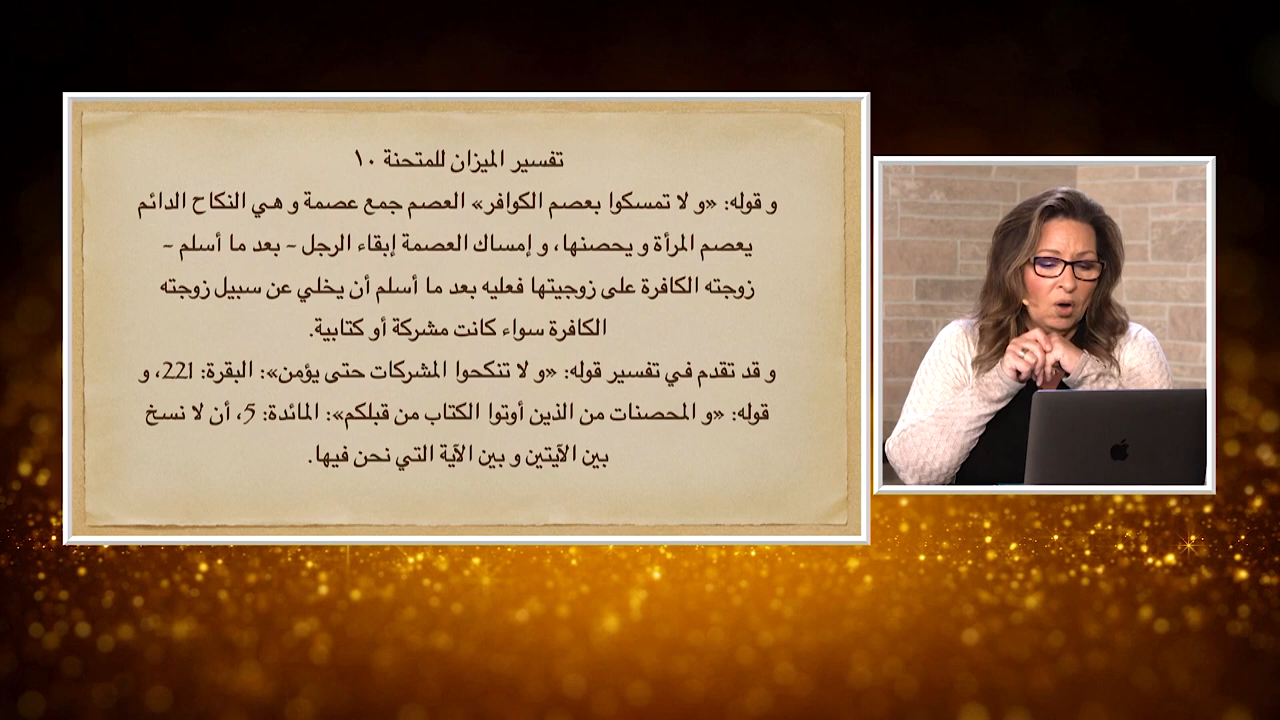 تفسير الميزان للمتحنة ١٠
و قوله: «و لا تمسكوا بعصم الكوافر» العصم جمع عصمة و هي النكاح الدائم
يعصم المرأة و يحصنها، و إمساك العصمة إبقاء الرجل - بعد ما أسلم -
زوجته الكافرة على زوجيتها فعليه بعد ما أسلم أن يخلي عن سبيل زوجته
الكافرة سواء كانت مشركة أو كتابية.
و قد تقدم في تفسير قوله: «و لا تنكحوا المشركات حتى يؤمن»: البقرة: 221، و
قوله: «و المحصنات من الذين أوتوا الكتاب من قبلكم»: المائدة: 5، أن لا نسخ
بين الآيتين و بين الآية التي نحن فيها.